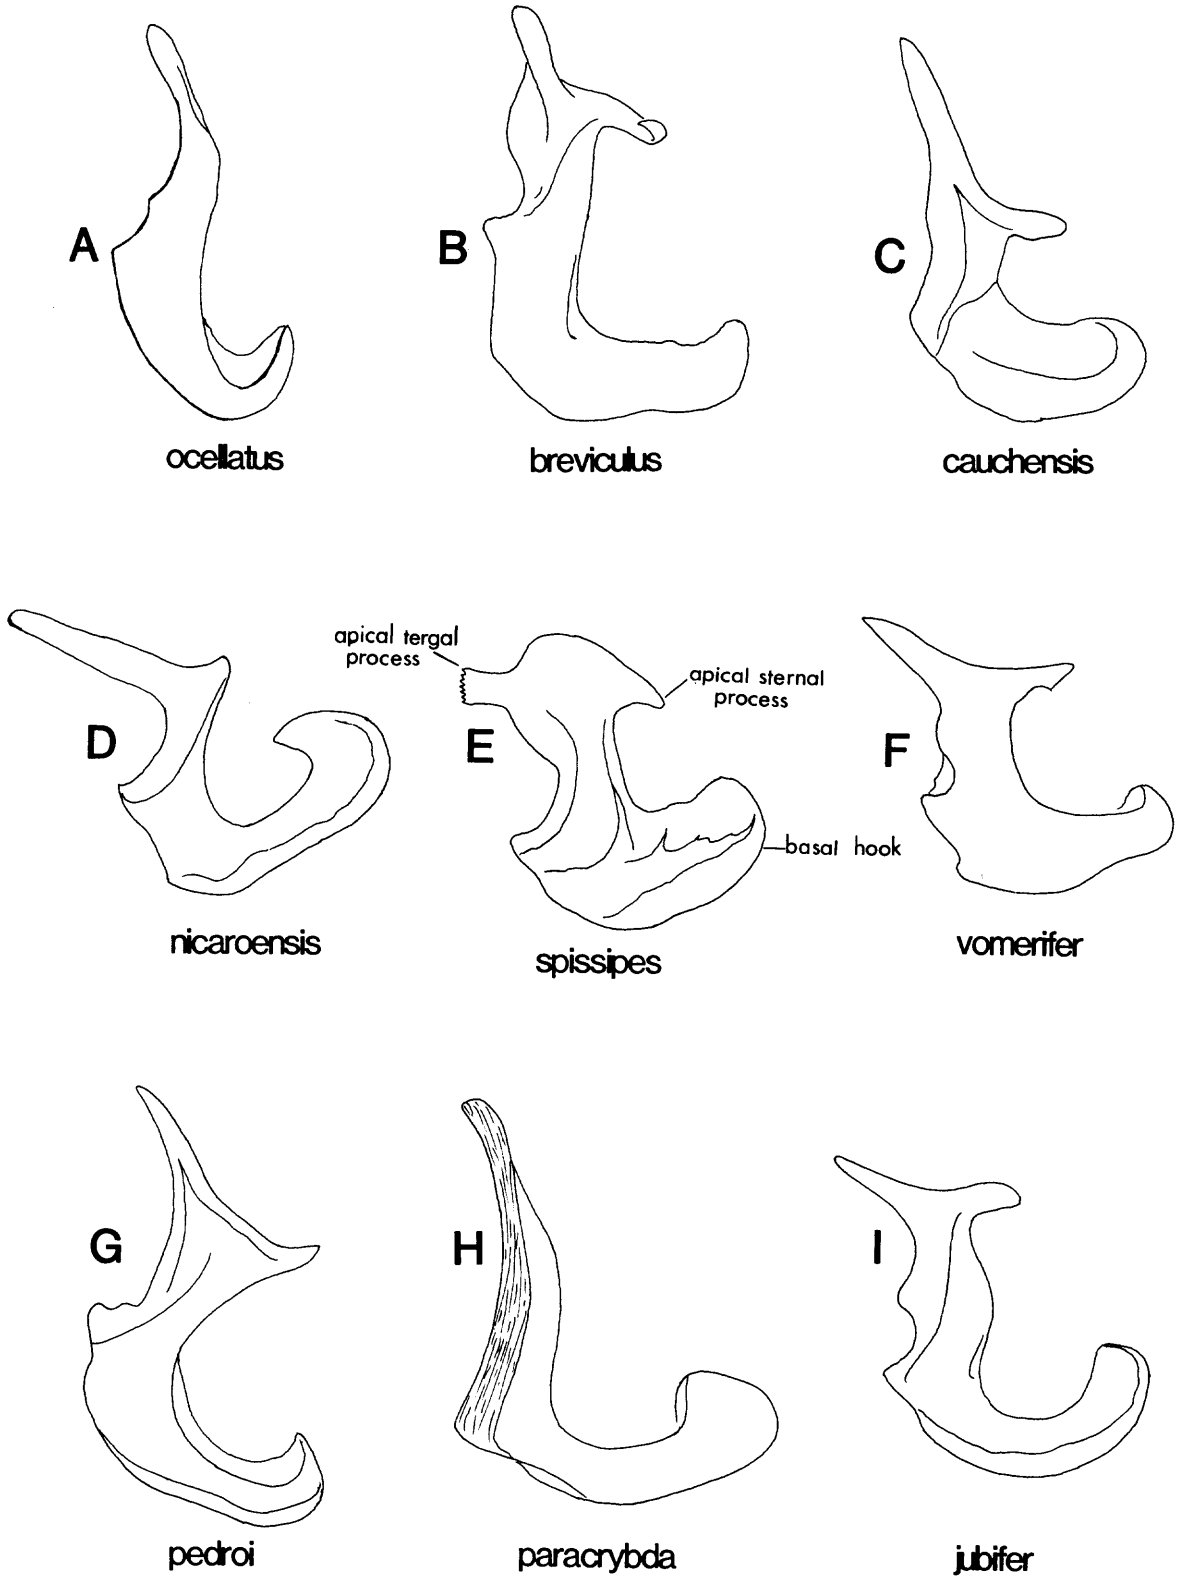 A
ocellatus
B
breviculus
C
cauchensis
D
nicaroensis
apical tergal
process
E
apical sternal
process
basal hook
spissipes
F
vomerifer
G
pedroi
H
paracrybda
I
jubifer